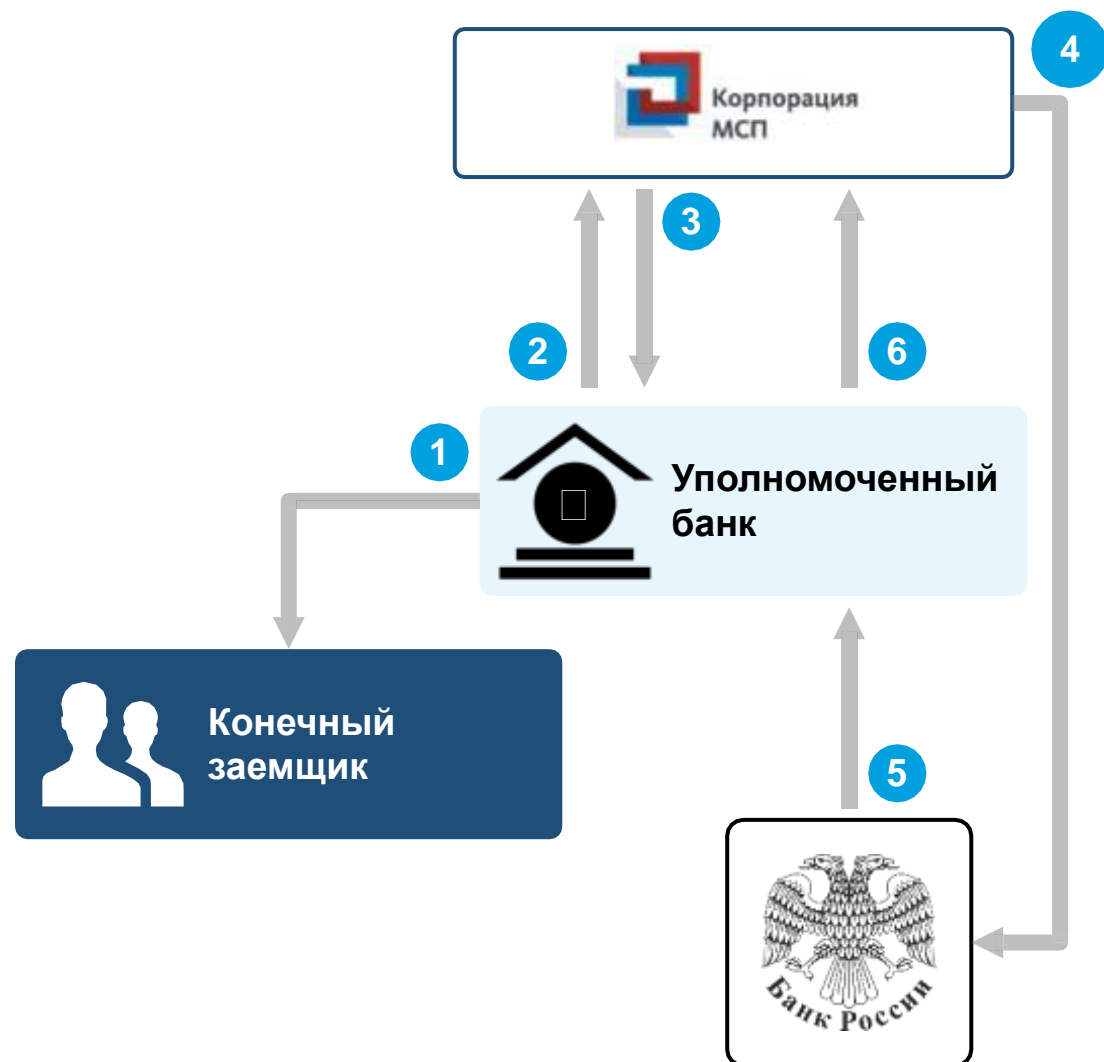 4
Корпорация
МСП
3
2
6
1
Уполномоченный
банк
Конечный
заемщик
5
Банк России